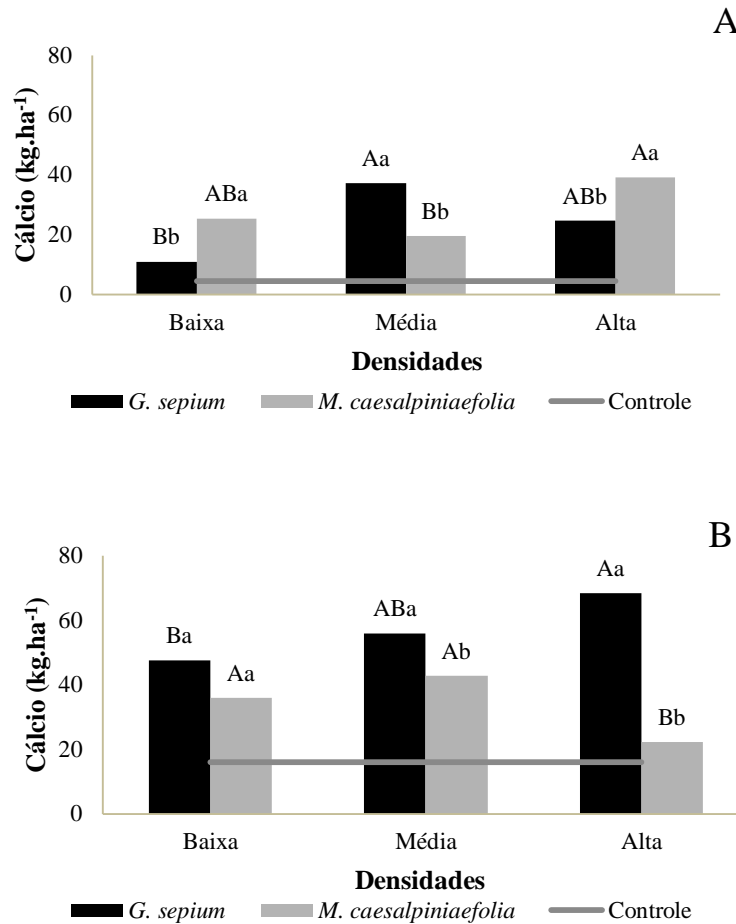 A
80
60
40
20
0
Cálcio (kg.ha-1)
Bb ABa Aa Bb ABb Aa
Baixa Média Alta
Densidades
G. sepium M. caesalpiniaefolia Controle
B
80
60
40
20
0
Cálcio (kg.ha-1)
Ba Aa ABa Ab Aa Bb
Baixa Média Alta
Densidades
G. sepium M. caesalpiniaefolia Controle